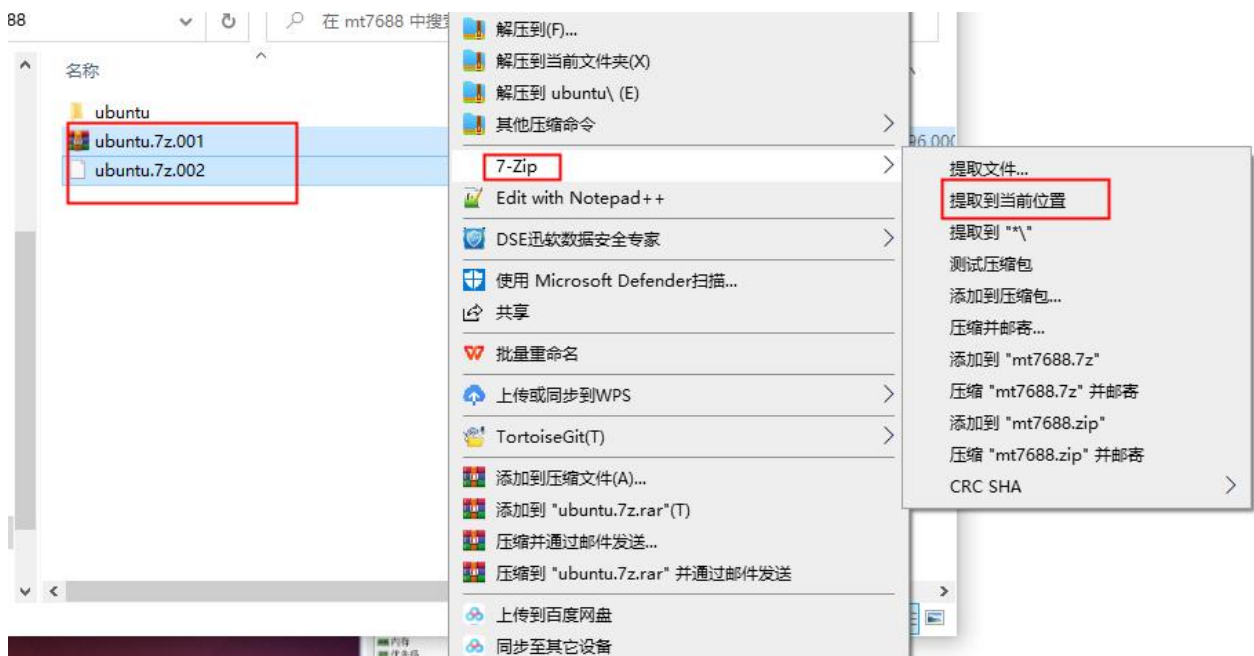 88
在 mt7688 中搜
名称
ubuntu
ubuntu.7z.001
ubuntu.7z.002
解压到(F)...
解压到当前文件夹(X)
解压到 ubuntu\ (E)
其他压缩命令
7-Zip
Edit with Notepad++
DSE迅软数据安全专家
使用 Microsoft Defender扫描...
共享
批量重命名
上传或同步到WPS
TortoiseGit(T)
添加到压缩文件(A)...
添加到 "ubuntu.7z.rar"(T)
压缩并通过邮件发送...
压缩到 "ubuntu.7z.rar" 并通过邮件发送
上传到百度网盘
同步至其它设备
提取文件...
提取到当前位置
提取到 "*\"
测试压缩包
添加到压缩包...
压缩并邮寄...
添加到 "mt7688.7z"
压缩 "mt7688.7z" 并邮寄
添加到 "mt7688.zip"
压缩 "mt7688.zip" 并邮寄
CRC SHA
内存